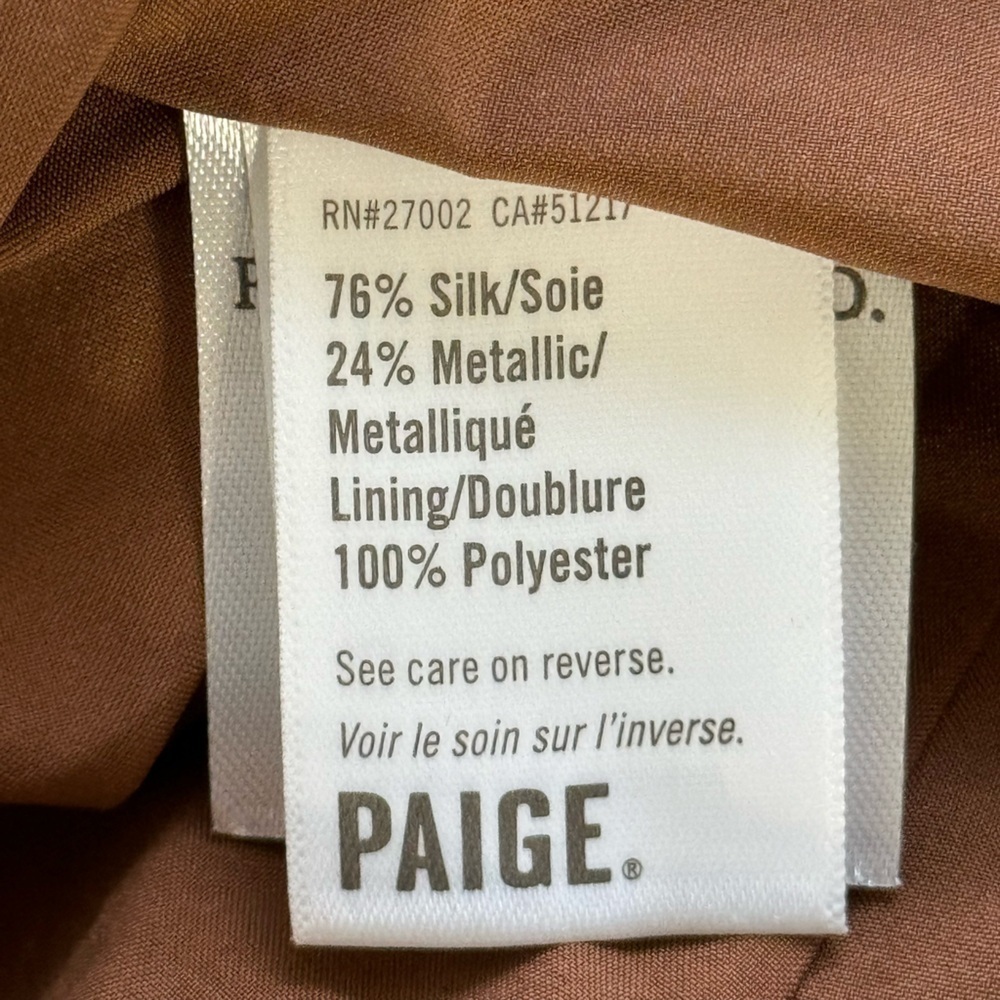 RN#27002 CA#51217
76% Silk/Soie
24% Metallic/
Metalliqué
Lining/Doublure
100% Polyester
See care on reverse.
Voir le soin sur l'inverse.
PAIGE®